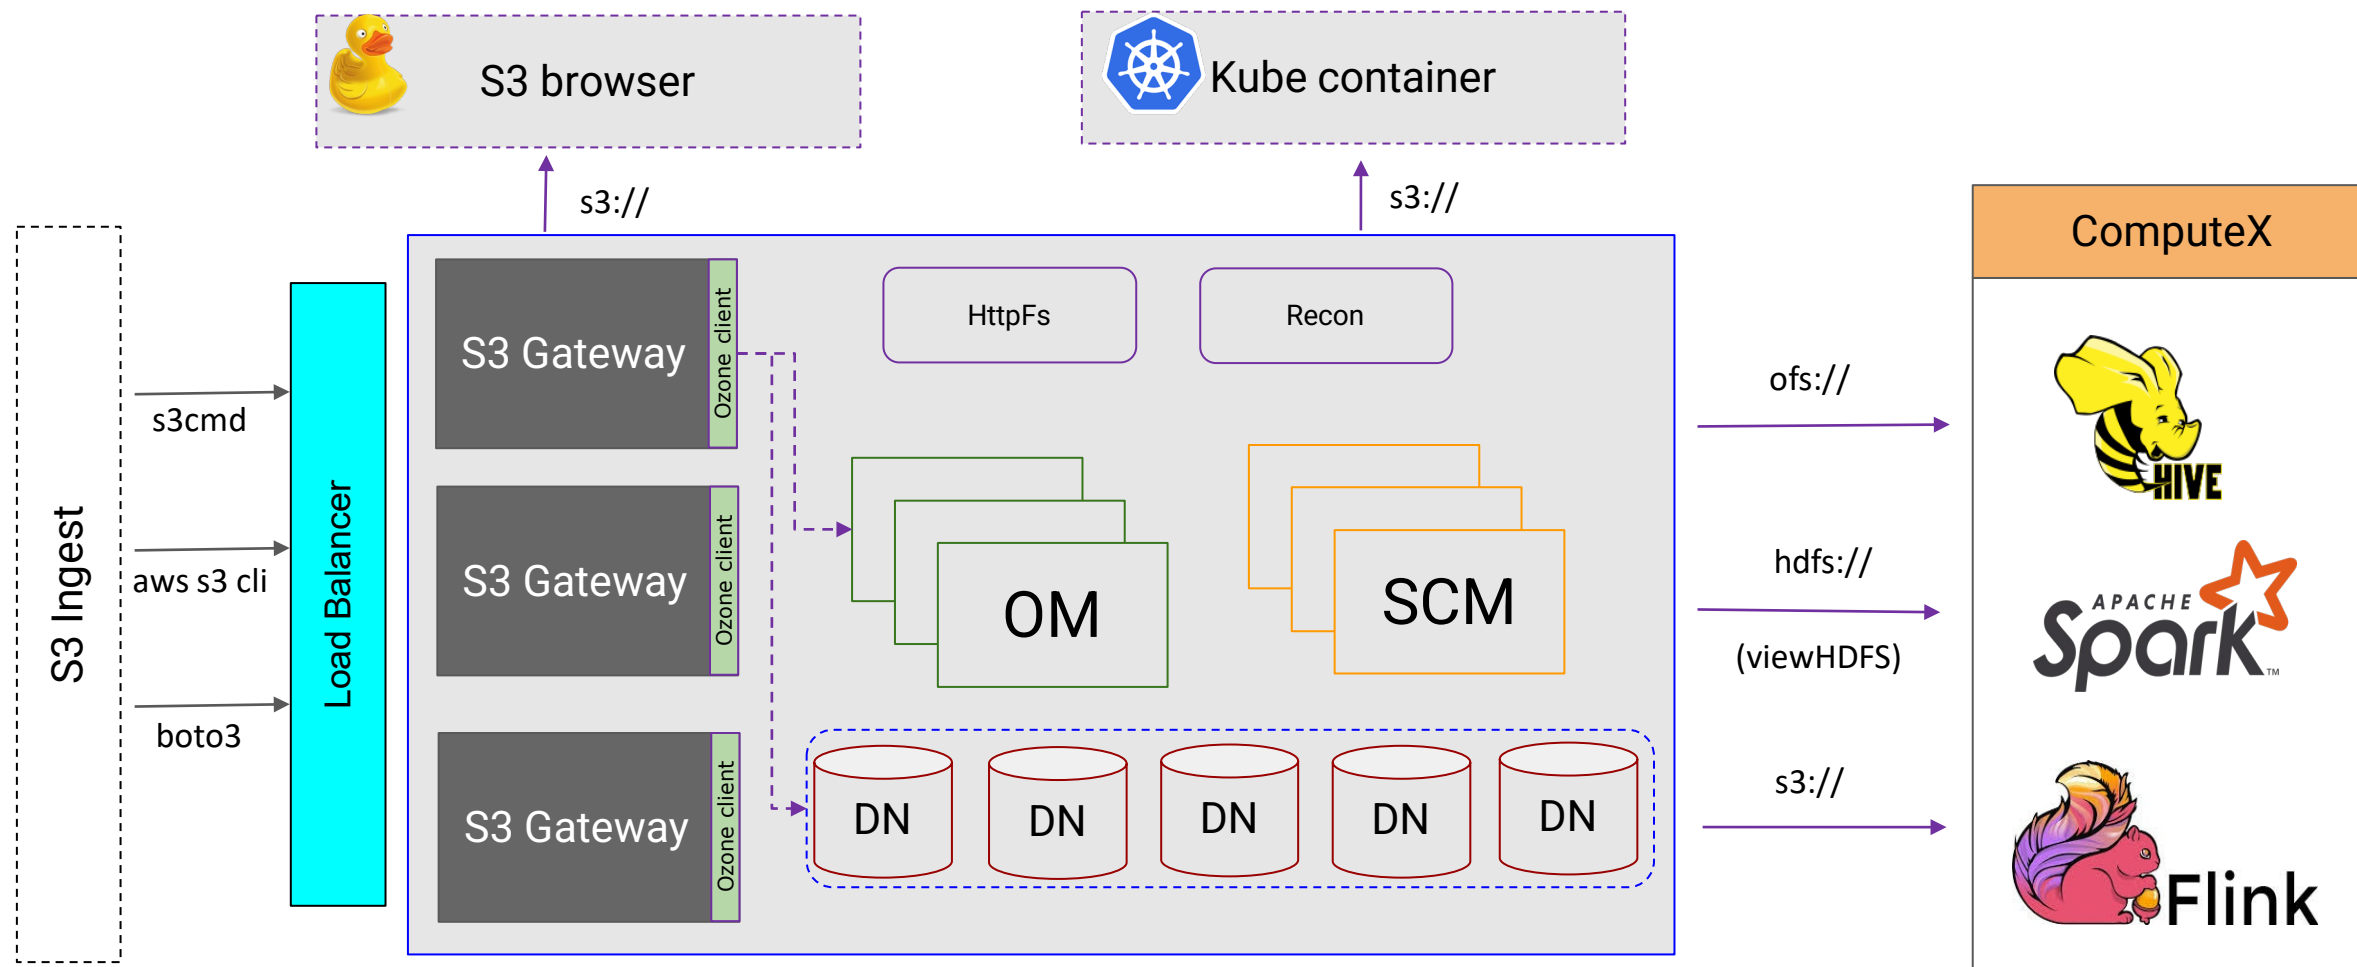 S3 browser
Kube container
s3://
s3://
S3 Ingest
s3cmd
aws s3 cli
boto3
Load Balancer
S3 Gateway
Ozone client
S3 Gateway
Ozone client
S3 Gateway
Ozone client
HttpFs
Recon
OM
SCM
DN
DN
DN
DN
DN
ofs://
hdfs://
(viewHDFS)
s3://
ComputeX
HIVE
APACHE
Spark™
Flink